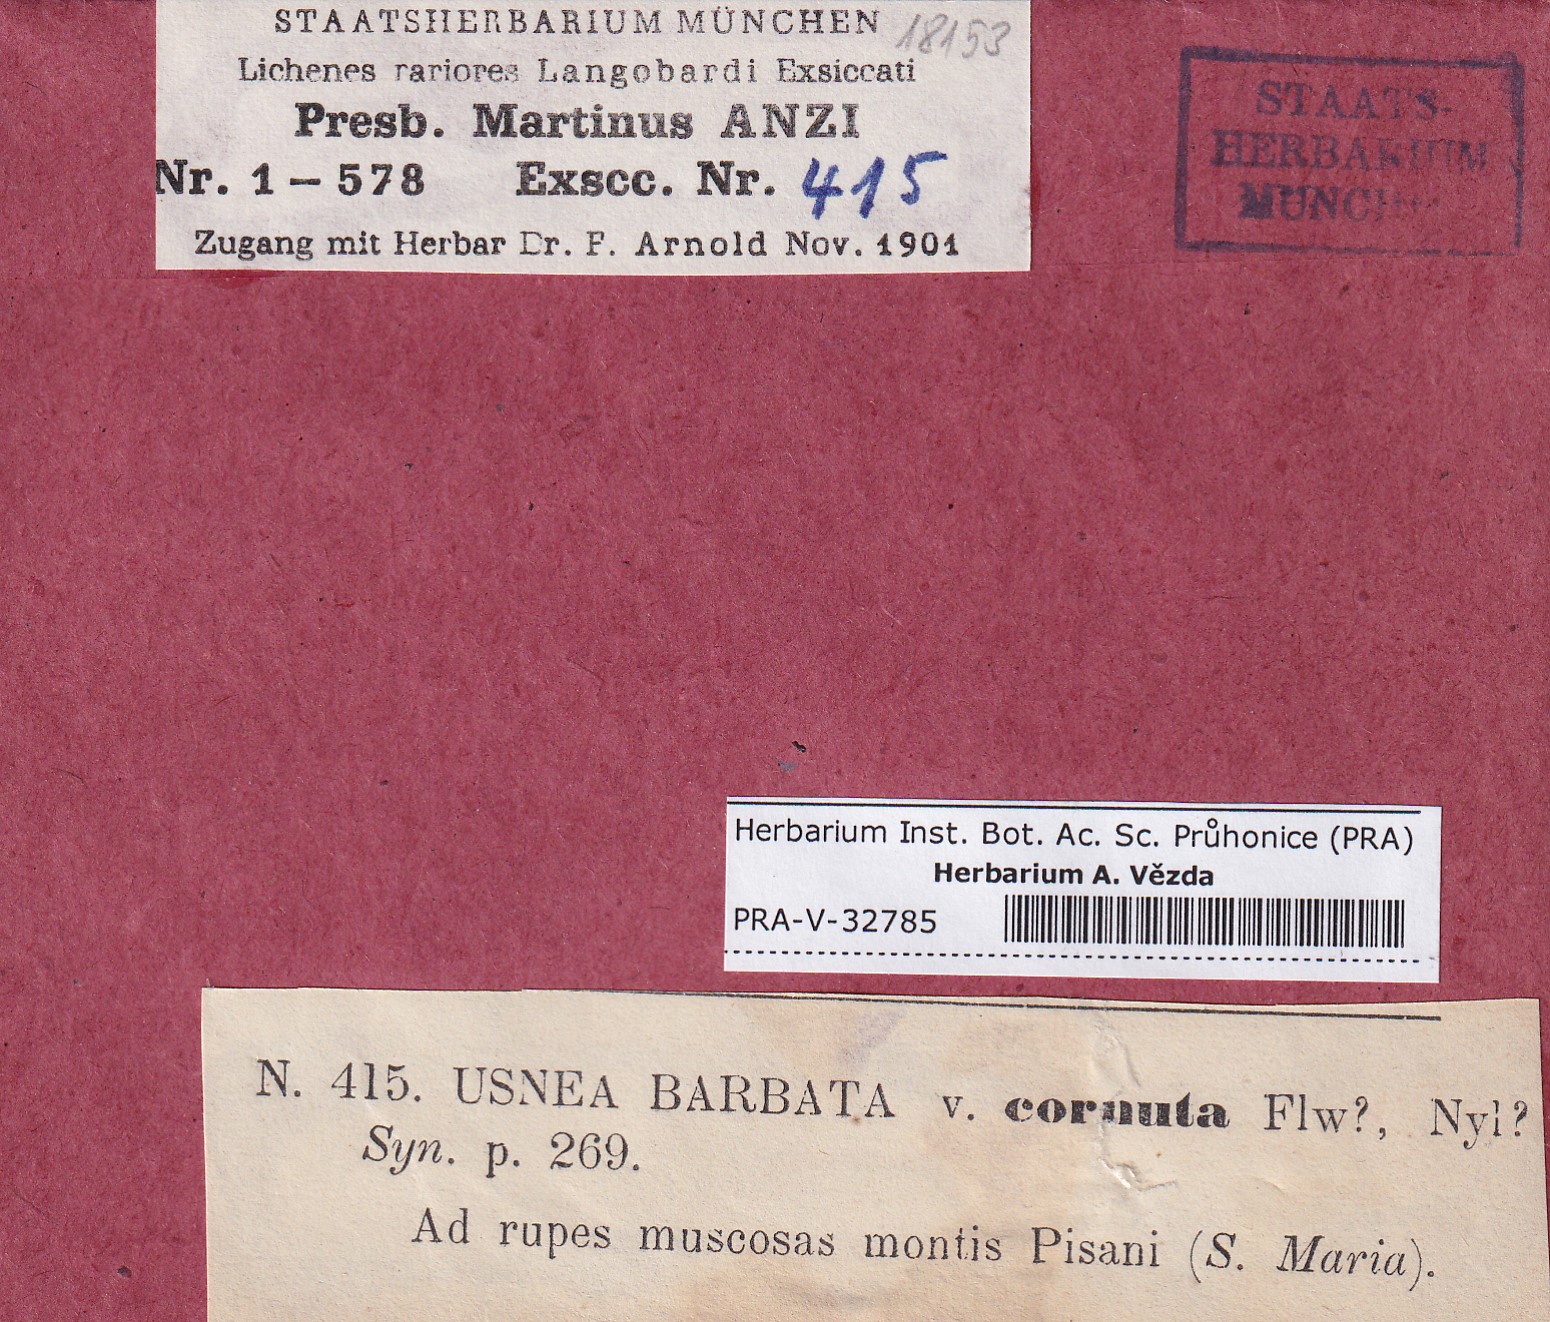 STAATSHERBARIUM MÜNCHEN 18153
Lichenes rariores Langobardi Exsiccati
Presb. Martinus ANZI
Nr. 1 – 578 Exscc. Nr. 415
Zugang mit Herbar Dr. F. Arnold Nov. 1901
STAATS-
HERBARIUM
MÜNCHEN
Herbarium Inst. Bot. Ac. Sc. Průhonice (PRA)
Herbarium A. Vězda
PRA-V-32785
N. 415. USNEA BARBATA v. cornuta Flw?, Nyl?
Syn. p. 269.
Ad rupes muscosas montis Pisani (S. Maria).